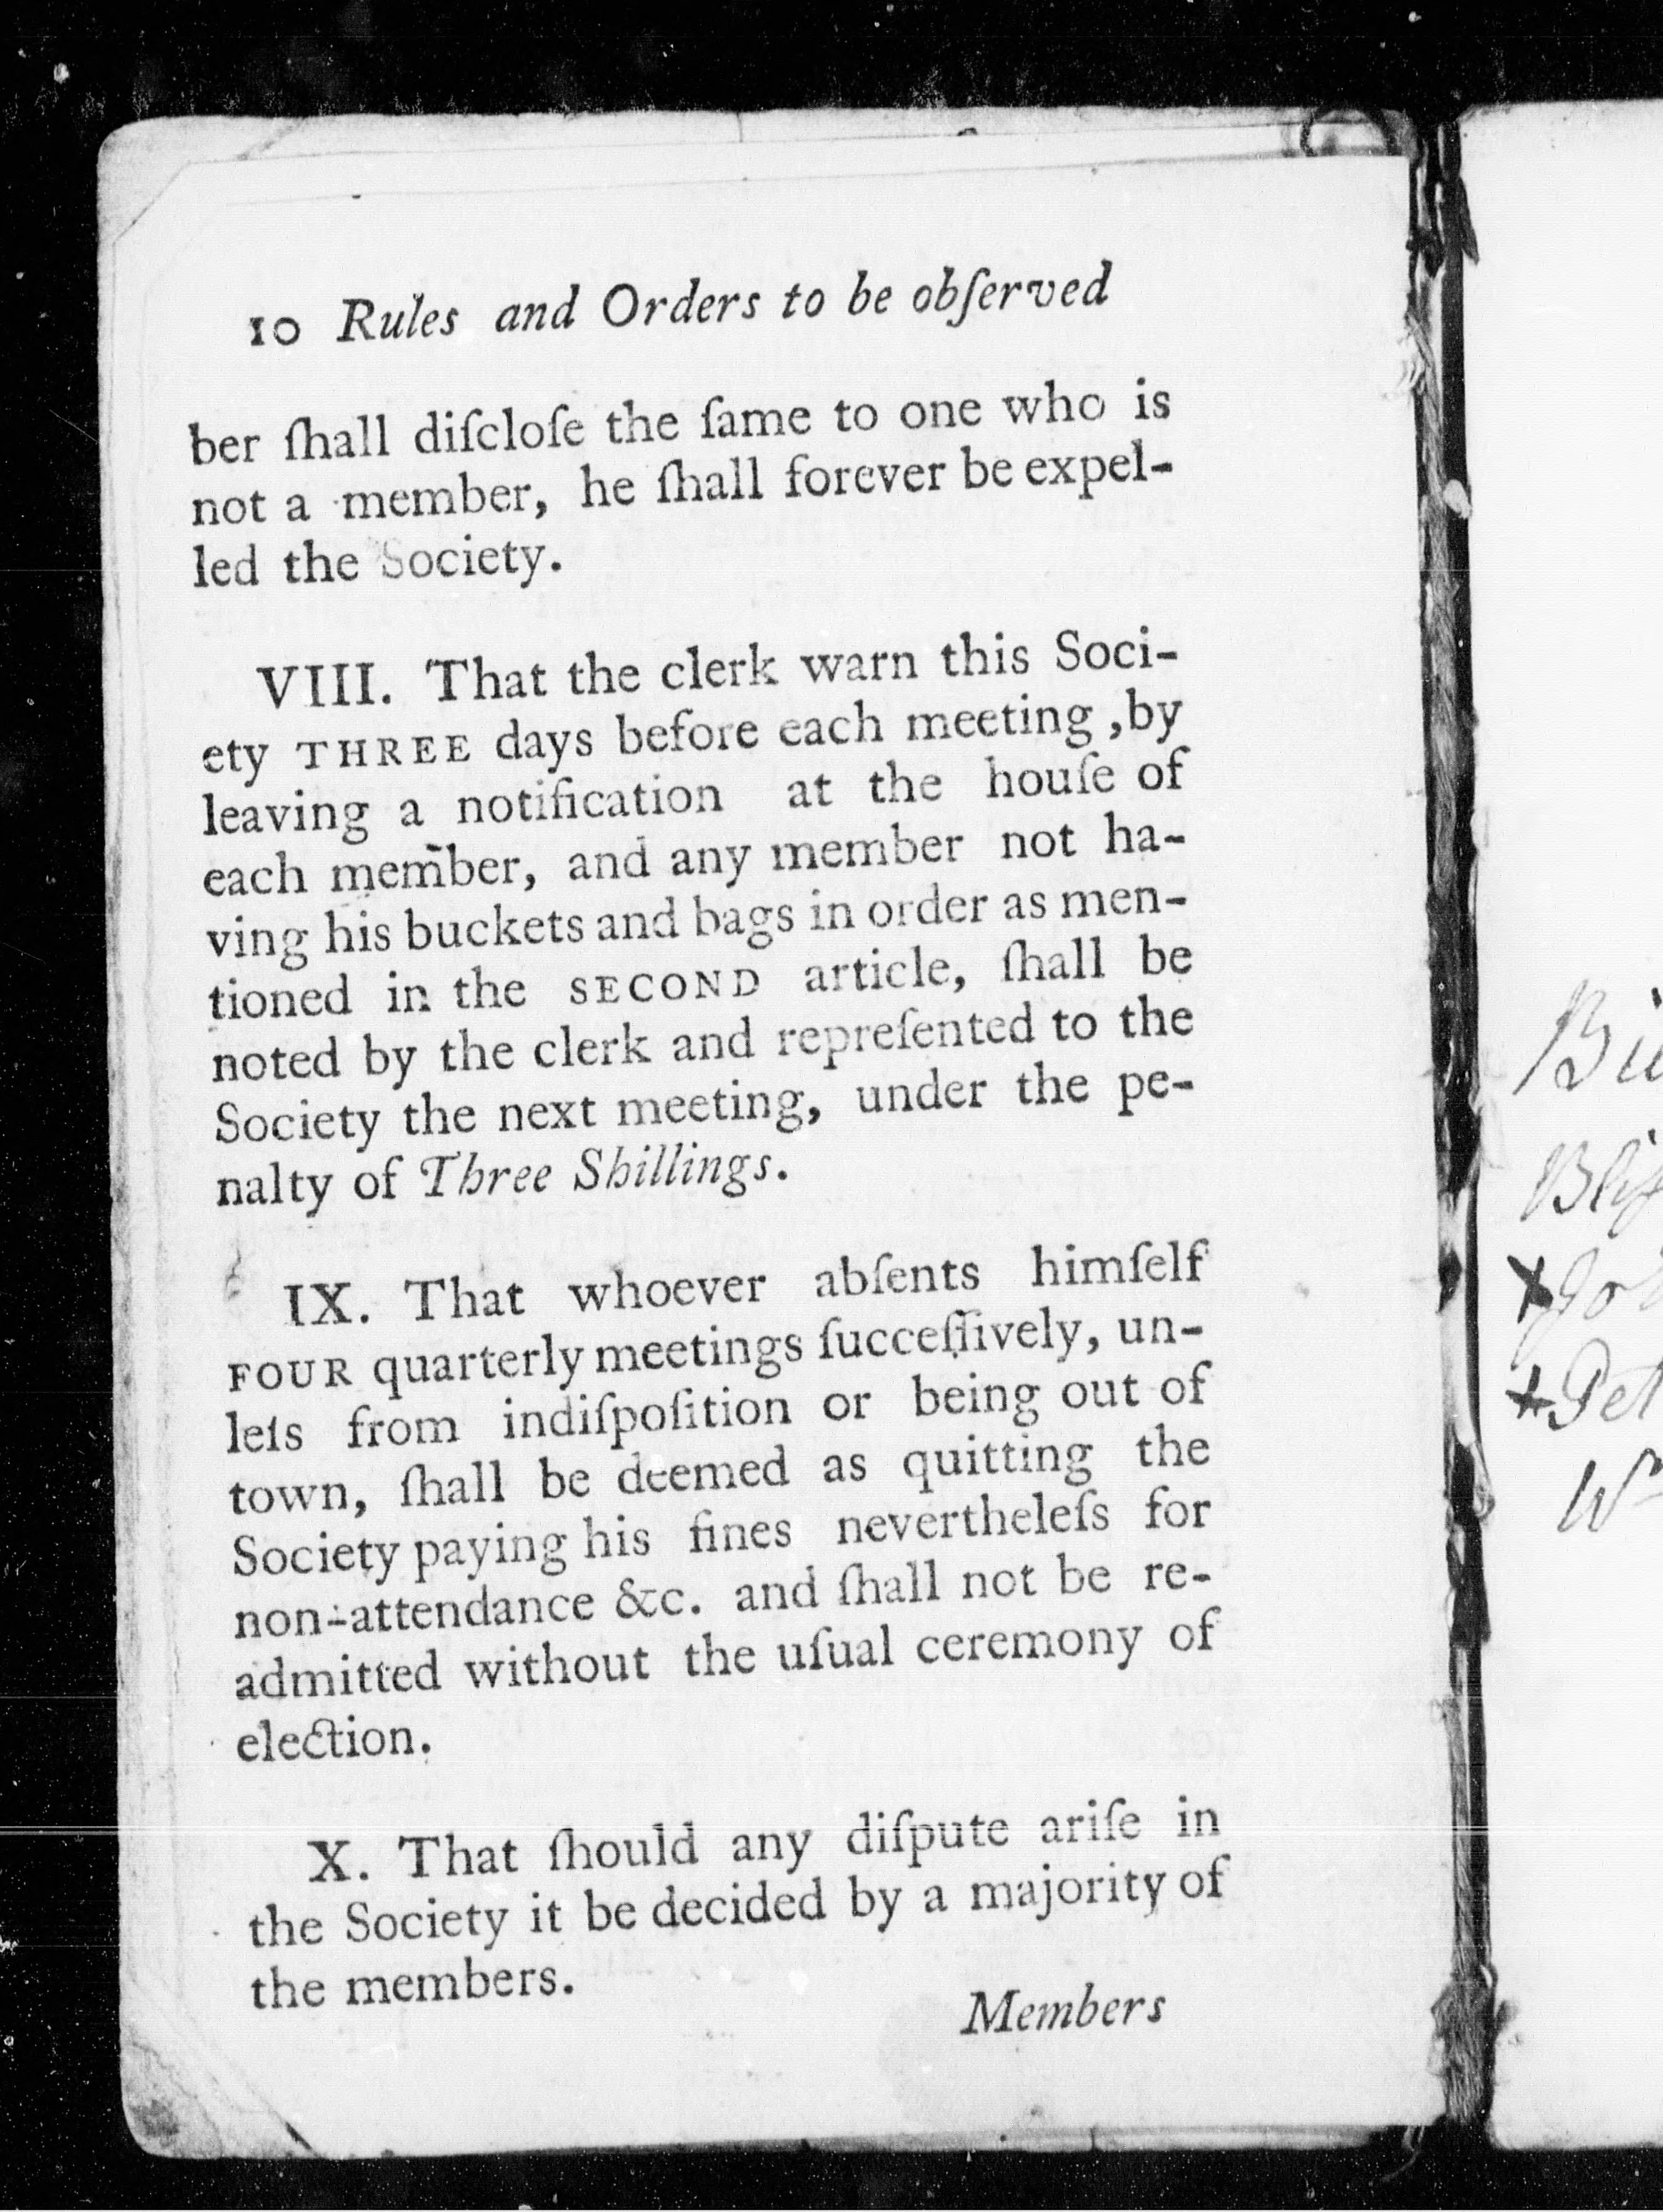 10 Rules and Orders to be obſerved
ber ſhall diſcloſe the ſame to one who is
not a member, he ſhall forever be expel-
led the Society.
VIII. That the clerk warn this Soci-
ety THREE days before each meeting ,by
leaving a notification at the houſe of
each member, and any member not ha-
ving his buckets and bags in order as men-
tioned in the SECOND article, ſhall be
noted by the clerk and repreſented to the
Society the next meeting, under the pe-
nalty of Three Shillings.
IX. That whoever abſents himſelf
FOUR quarterly meetings ſucceſſively, un-
leſs from indiſpoſition or being out of
town, ſhall be deemed as quitting the
Society paying his fines nevertheleſs for
non-attendance &c. and ſhall not be re-
admitted without the uſual ceremony of
election.
X. That ſhould any diſpute ariſe in
the Society it be decided by a majority of
the members.
Members